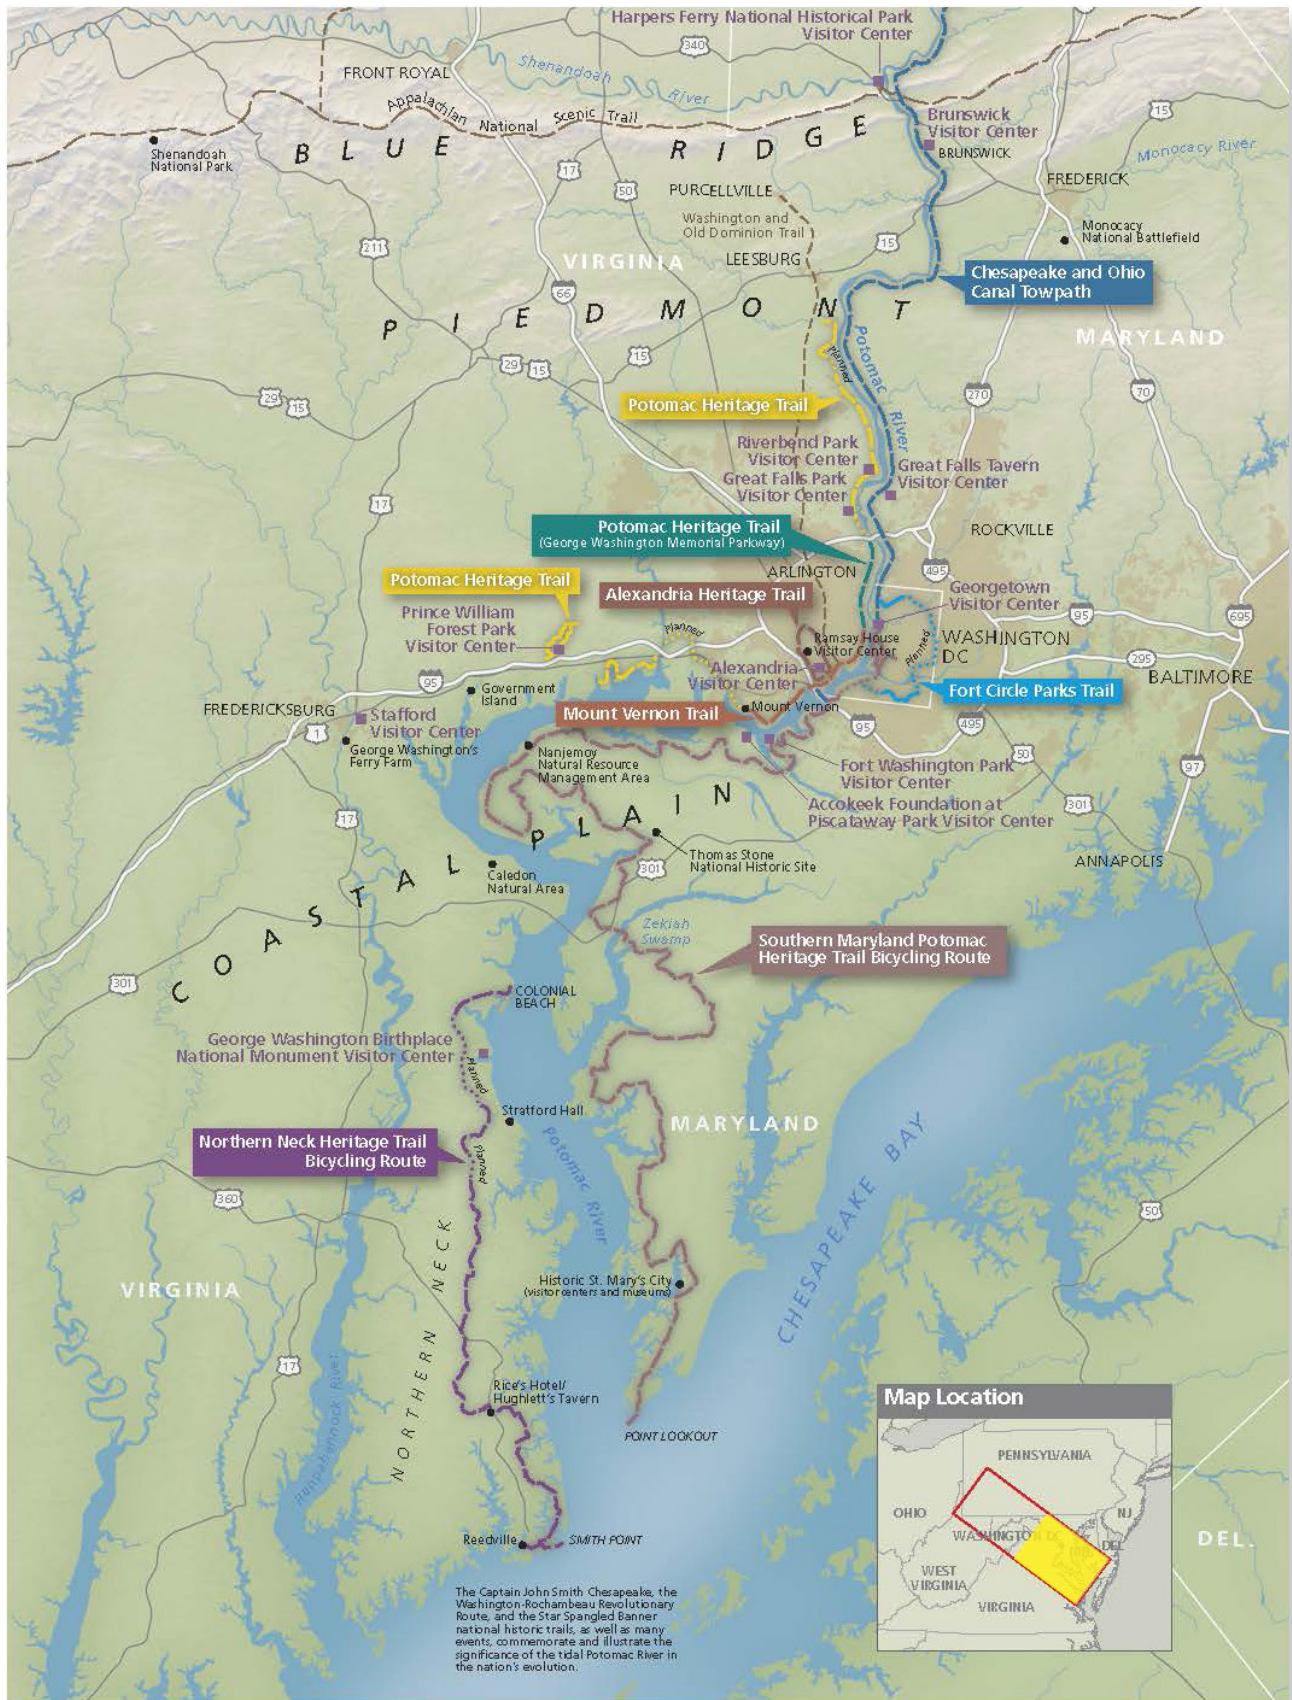 Harpers Ferry National Historical Park
Visitor Center
340
Shenandoah
River
FRONT ROYAL
Appalachian National Scenic Trail
Shenandoah
National Park
BLUE RIDGE
Brunswick
Visitor Center
BRUNSWICK
15
Monocacy River
FREDERICK
17
50
PURCELLVILLE
Washington and
Old Dominion Trail
LEESBURG
15
Monocacy
National Battlefield
211
VIRGINIA
66
Chesapeake and Ohio
Canal Towpath
PIEDMONT
MARYLAND
Planned
Potomac River
29
15
15
29
15
270
70
Potomac Heritage Trail
Riverbend Park
Visitor Center
Great Falls Park
Visitor Center
Great Falls Tavern
Visitor Center
17
Potomac Heritage Trail
(George Washington Memorial Parkway)
ROCKVILLE
ARLINGTON
495
Potomac Heritage Trail
Alexandria Heritage Trail
Georgetown
Visitor Center
Prince William
Forest Park
Visitor Center
Planned
Ramsay House
Visitor Center
Planned
WASHINGTON
DC
95
695
295
BALTIMORE
Alexandria
Visitor Center
95
Government
Island
Fort Circle Parks Trail
FREDERICKSBURG
Stafford
Visitor Center
1
Mount Vernon Trail
Mount Vernon
95
495
50
George Washington's
Ferry Farm
Nanjemoy
Natural Resource
Management Area
Fort Washington Park
Visitor Center
97
Accokeek Foundation at
Piscataway Park Visitor Center
301
17
COASTAL PLAIN
Thomas Stone
National Historic Site
301
ANNAPOLIS
Caledon
Natural Area
Zekiah
Swamp
Southern Maryland Potomac
Heritage Trail Bicycling Route
301
COLONIAL
BEACH
George Washington Birthplace
National Monument Visitor Center
Planned
Stratford Hall
MARYLAND
Northern Neck Heritage Trail
Bicycling Route
Planned
Potomac River
CHESAPEAKE BAY
360
50
NORTHERN NECK
VIRGINIA
Historic St. Mary's City
(visitor centers and museums)
17
Rappahannock River
Rice's Hotel/
Hughlett's Tavern
POINT LOOKOUT
Reedville
SMITH POINT
DEL.
The Captain John Smith Chesapeake, the
Washington-Rochambeau Revolutionary
Route, and the Star Spangled Banner
national historic trails, as well as many
events, commemorate and illustrate the
significance of the tidal Potomac River in
the nation's evolution.
Map Location
PENNSYLVANIA
OHIO
NJ
WASHINGTON DC
DEL
WEST
VIRGINIA
VIRGINIA